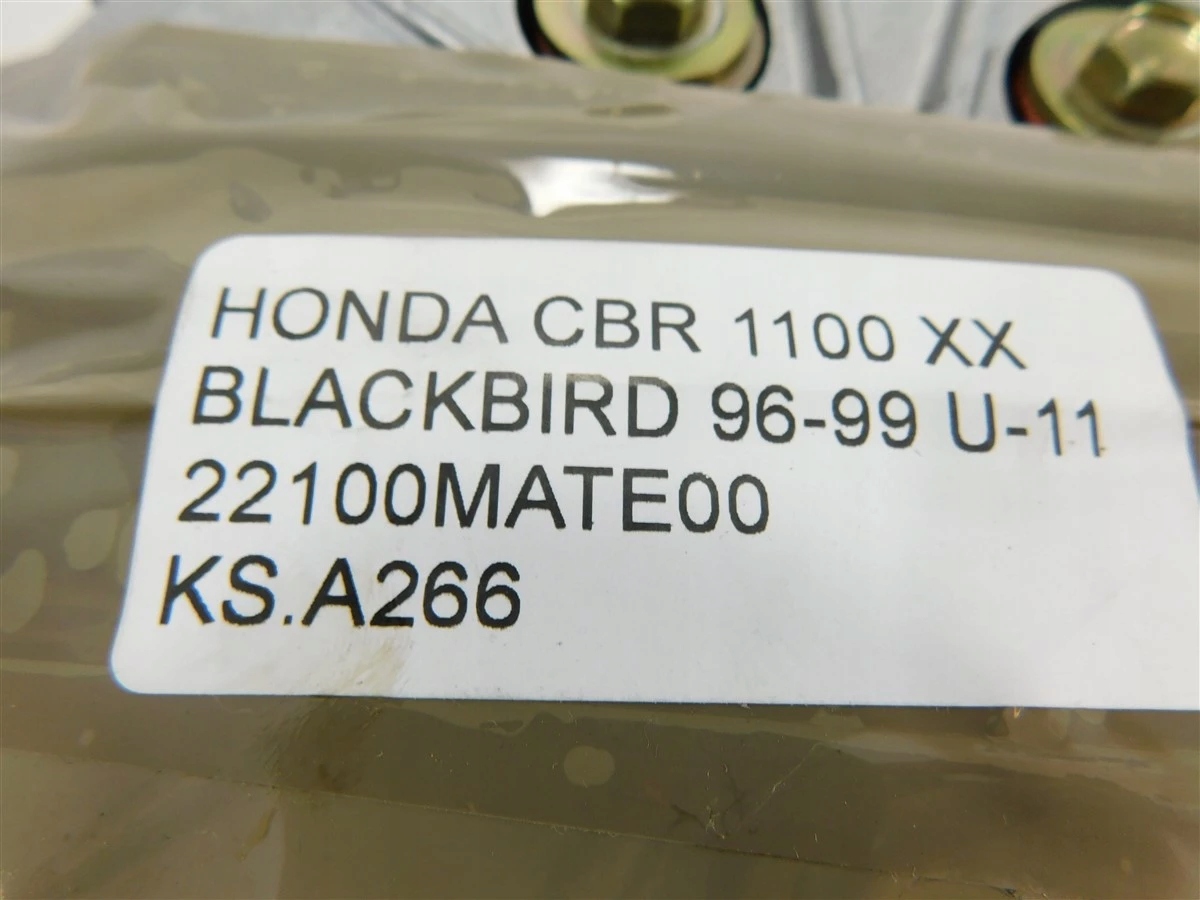 HONDA CBR 1100 XX
BLACKBIRD 96-99 U-11
22100MATE00
KS.A266